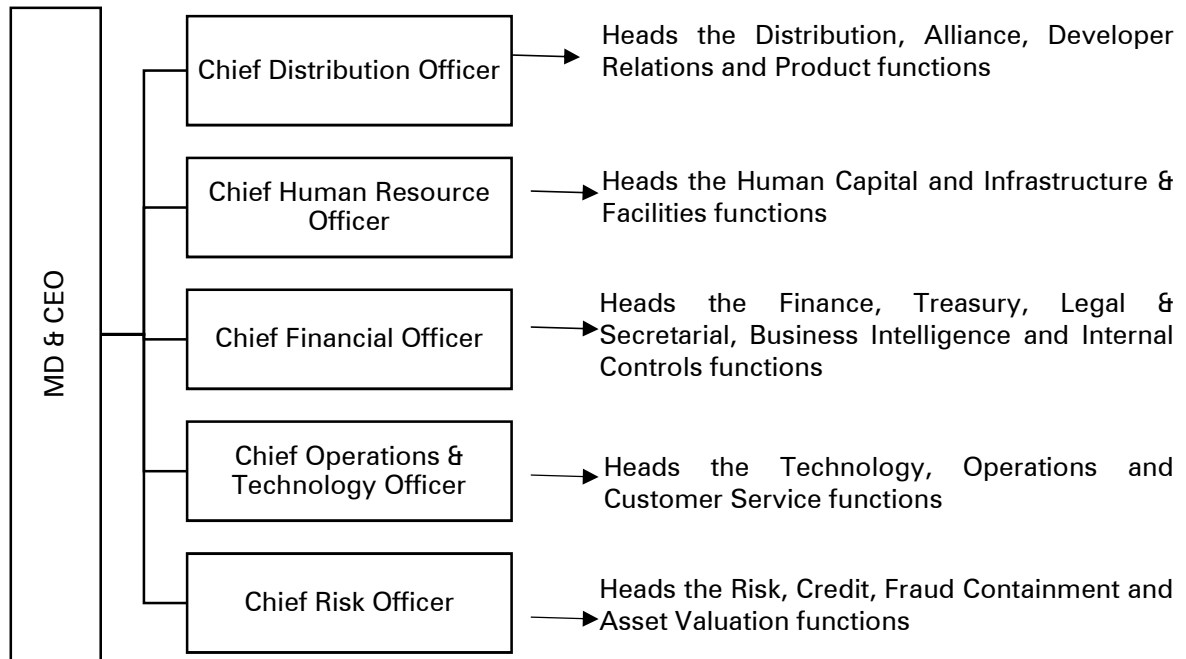 MD & CEO
Chief Distribution Officer
Heads the Distribution, Alliance, Developer
Relations and Product functions
Chief Human Resource
Officer
Heads the Human Capital and Infrastructure &
Facilities functions
Chief Financial Officer
Heads the Finance, Treasury, Legal &
Secretarial, Business Intelligence and Internal
Controls functions
Chief Operations &
Technology Officer
Heads the Technology, Operations and
Customer Service functions
Chief Risk Officer
Heads the Risk, Credit, Fraud Containment and
Asset Valuation functions